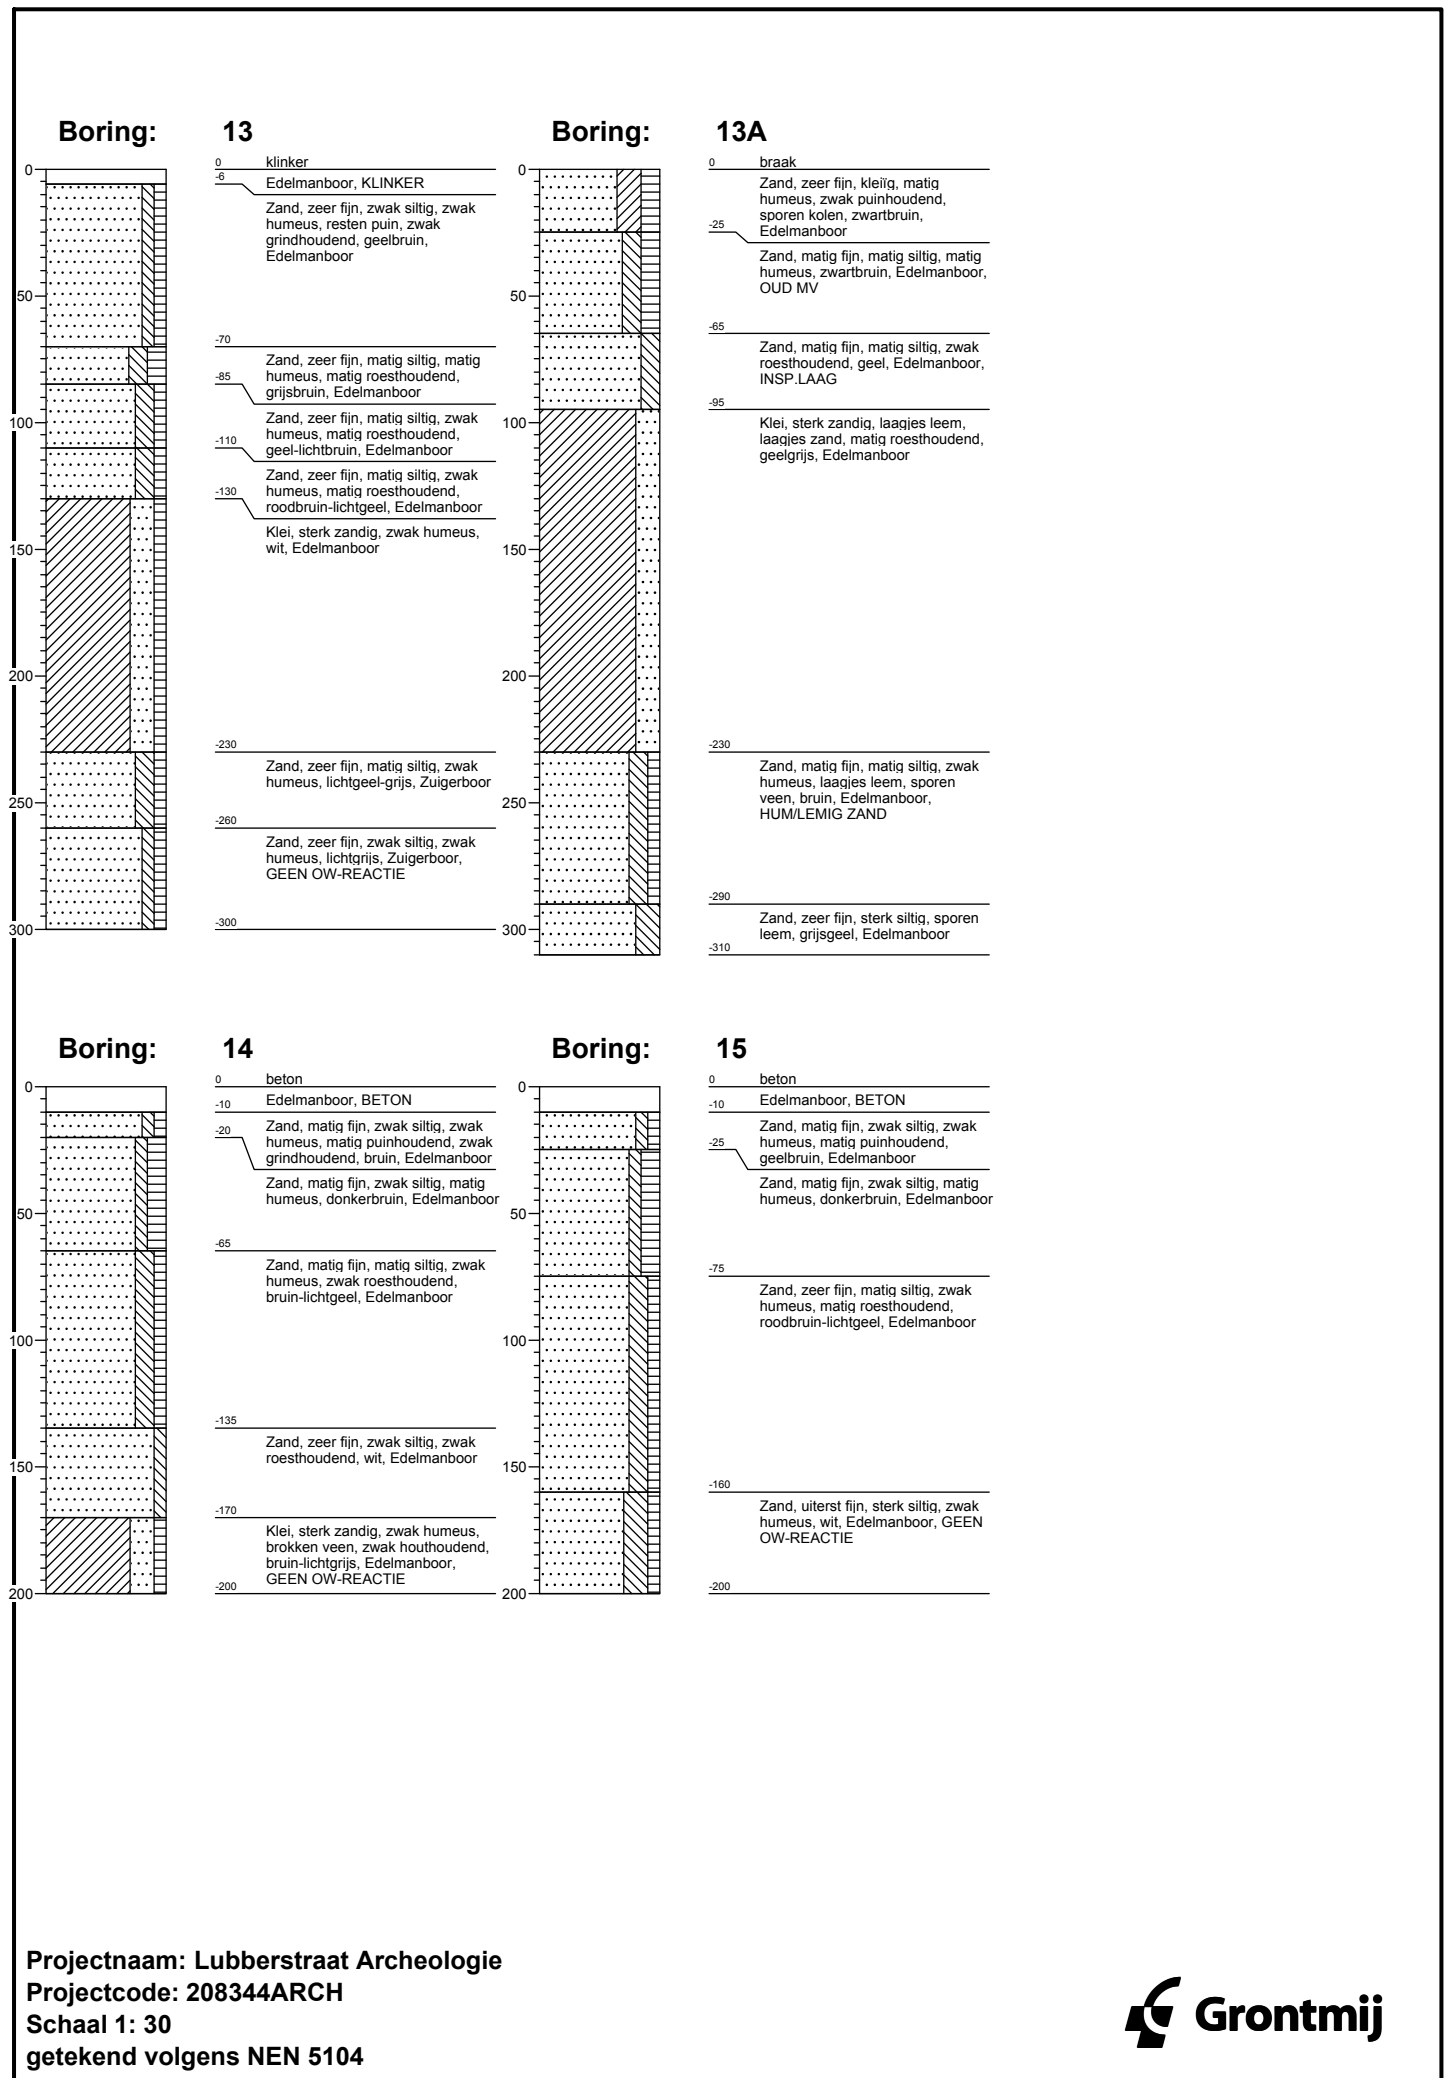 Boring: 13
0 klinker
-6
Edelmanboor, KLINKER
Zand, zeer fijn, zwak siltig, zwak
humeus, resten puin, zwak
grindhoudend, geelbruin,
Edelmanboor
-70
Zand, zeer fijn, matig siltig, matig
humeus, matig roesthoudend,
grijsbruin, Edelmanboor
-85
Zand, zeer fijn, matig siltig, zwak
humeus, matig roesthoudend,
geel-lichtbruin, Edelmanboor
-110
Zand, zeer fijn, matig siltig, zwak
humeus, matig roesthoudend,
roodbruin-lichtgeel, Edelmanboor
-130
Klei, sterk zandig, zwak humeus,
wit, Edelmanboor
-230
Zand, zeer fijn, matig siltig, zwak
humeus, lichtgeel-grijs, Zuigerboor
-260
Zand, zeer fijn, zwak siltig, zwak
humeus, lichtgrijs, Zuigerboor,
GEEN OW-REACTIE
-300
0
50
100
150
200
250
300
Boring: 13A
0 braak
Zand, zeer fijn, kleiïg, matig
humeus, zwak puinhoudend,
sporen kolen, zwartbruin,
Edelmanboor
-25
Zand, matig fijn, matig siltig, matig
humeus, zwartbruin, Edelmanboor,
OUD MV
-65
Zand, matig fijn, matig siltig, zwak
roesthoudend, geel, Edelmanboor,
INSP.LAAG
-95
Klei, sterk zandig, laagjes leem,
laagjes zand, matig roesthoudend,
geelgrijs, Edelmanboor
-230
Zand, matig fijn, matig siltig, zwak
humeus, laagjes leem, sporen
veen, bruin, Edelmanboor,
HUM/LEMIG ZAND
-290
Zand, zeer fijn, sterk siltig, sporen
leem, grijsgeel, Edelmanboor
-310
0
50
100
150
200
250
300
Boring: 14
0 beton
Edelmanboor, BETON
-10
Zand, matig fijn, zwak siltig, zwak
humeus, matig puinhoudend, zwak
grindhoudend, bruin, Edelmanboor
-20
Zand, matig fijn, zwak siltig, matig
humeus, donkerbruin, Edelmanboor
-65
Zand, matig fijn, matig siltig, zwak
humeus, zwak roesthoudend,
bruin-lichtgeel, Edelmanboor
-135
Zand, zeer fijn, zwak siltig, zwak
roesthoudend, wit, Edelmanboor
-170
Klei, sterk zandig, zwak humeus,
brokken veen, zwak houthoudend,
bruin-lichtgrijs, Edelmanboor,
GEEN OW-REACTIE
-200
0
50
100
150
200
Boring: 15
0 beton
Edelmanboor, BETON
-10
Zand, matig fijn, zwak siltig, zwak
humeus, matig puinhoudend,
geelbruin, Edelmanboor
-25
Zand, matig fijn, zwak siltig, matig
humeus, donkerbruin, Edelmanboor
-75
Zand, zeer fijn, matig siltig, zwak
humeus, matig roesthoudend,
roodbruin-lichtgeel, Edelmanboor
-160
Zand, uiterst fijn, sterk siltig, zwak
humeus, wit, Edelmanboor, GEEN
OW-REACTIE
-200
0
50
100
150
200
Projectnaam: Lubberstraat Archeologie
Projectcode: 208344ARCH
Schaal 1: 30
getekend volgens NEN 5104
Grontmij